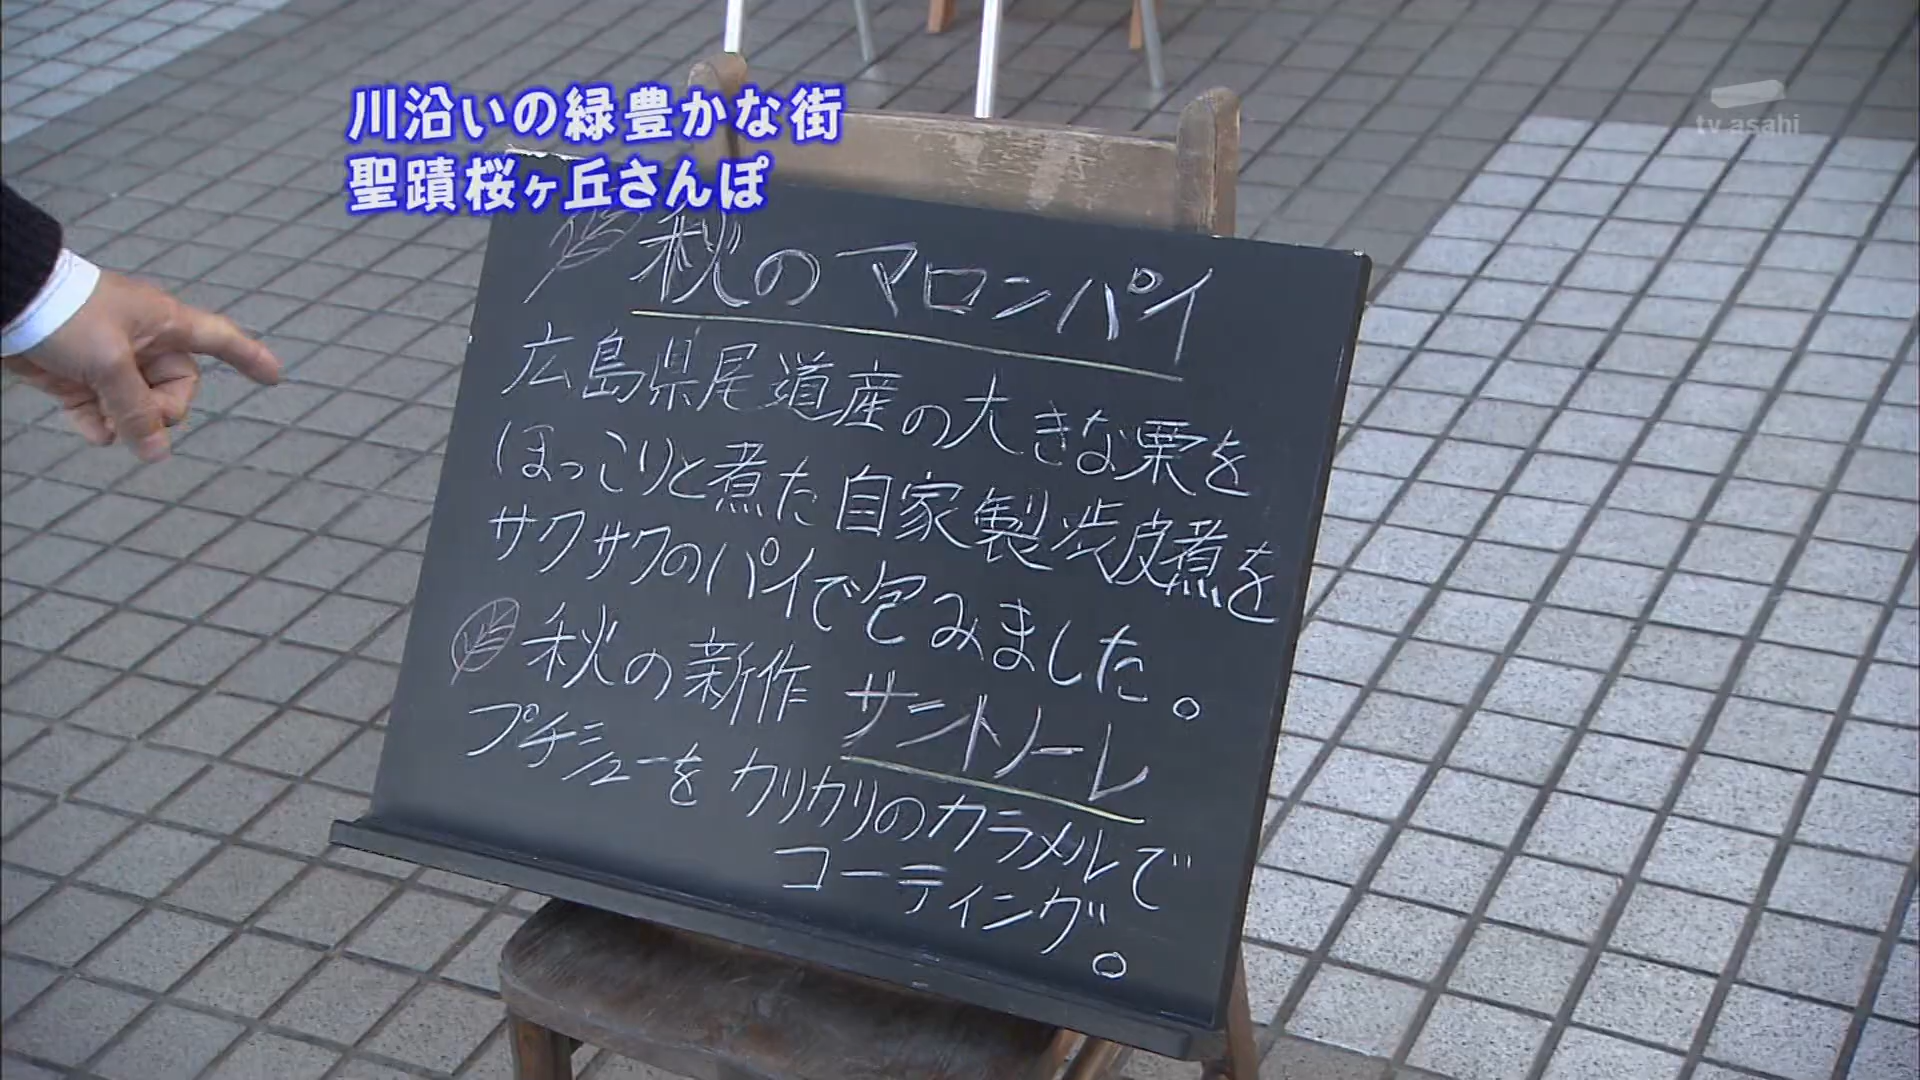 川沿いの緑豊かな街
聖蹟桜ヶ丘さんぽ
tv asahi
秋のマロンパイ
広島県尾道産の大きな栗を
ほっこりと煮た自家製渋皮煮を
サクサクのパイで包みました。
秋の新作 サントノーレ
プチシューをカリカリのカラメルで
コーティング。